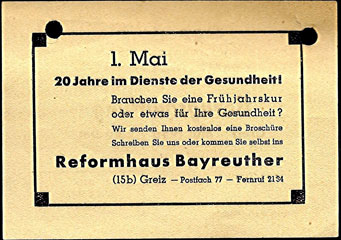 1. Mai
20 Jahre im Dienste der Gesundheit!
Brauchen Sie eine Frühjahrskur
oder etwas für Ihre Gesundheit?
Wir senden Ihnen kostenlos eine Broschüre
Schreiben Sie uns oder kommen Sie selbst ins
Reformhaus Bayreuther
(15b) Greiz — Postfach 77 — Fernruf 2134